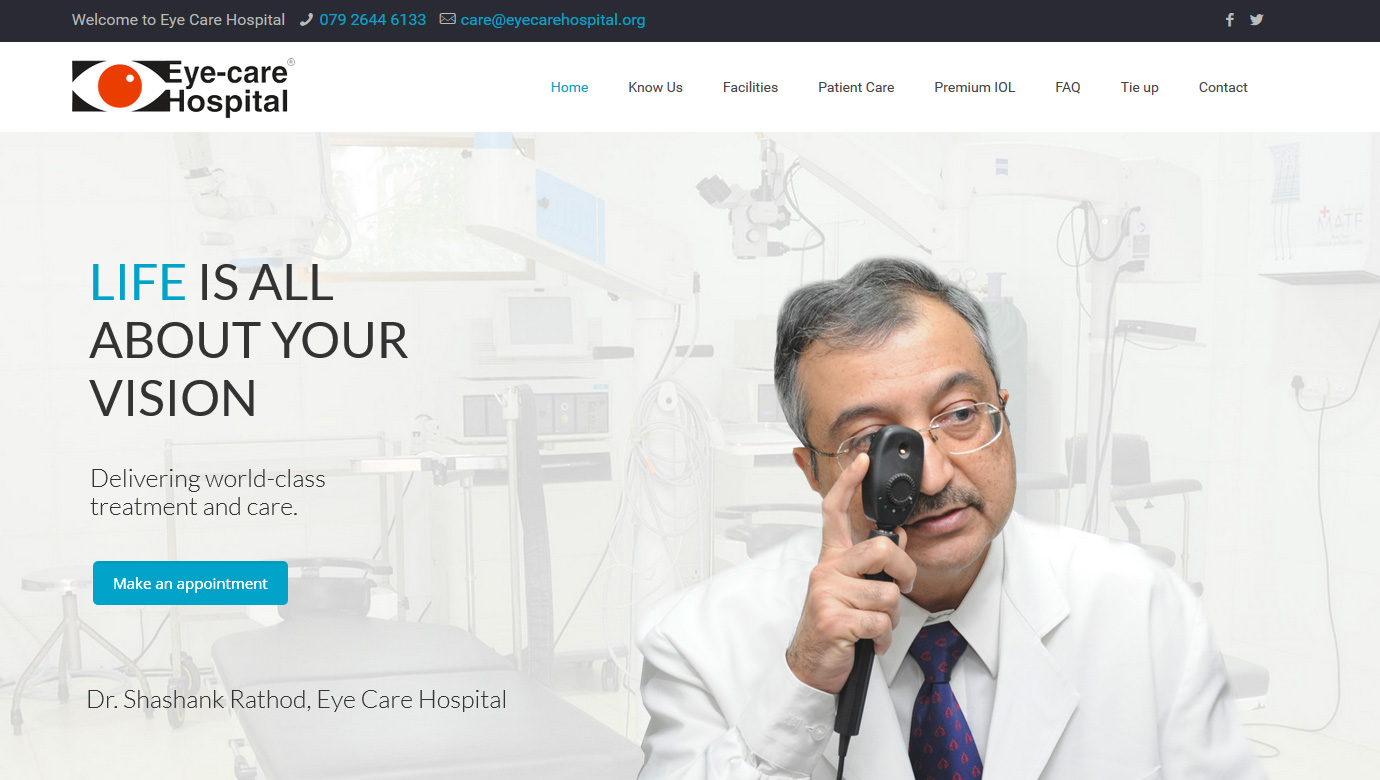 Welcome to Eye Care Hospital 079 2644 6133 care@eyecarehospital.org
Eye-care®
Hospital
Home Know Us Facilities Patient Care Premium IOL FAQ Tie up Contact
MATE
LIFE IS ALL
ABOUT YOUR
VISION
Delivering world-class
treatment and care.
Make an appointment
Dr. Shashank Rathod, Eye Care Hospital